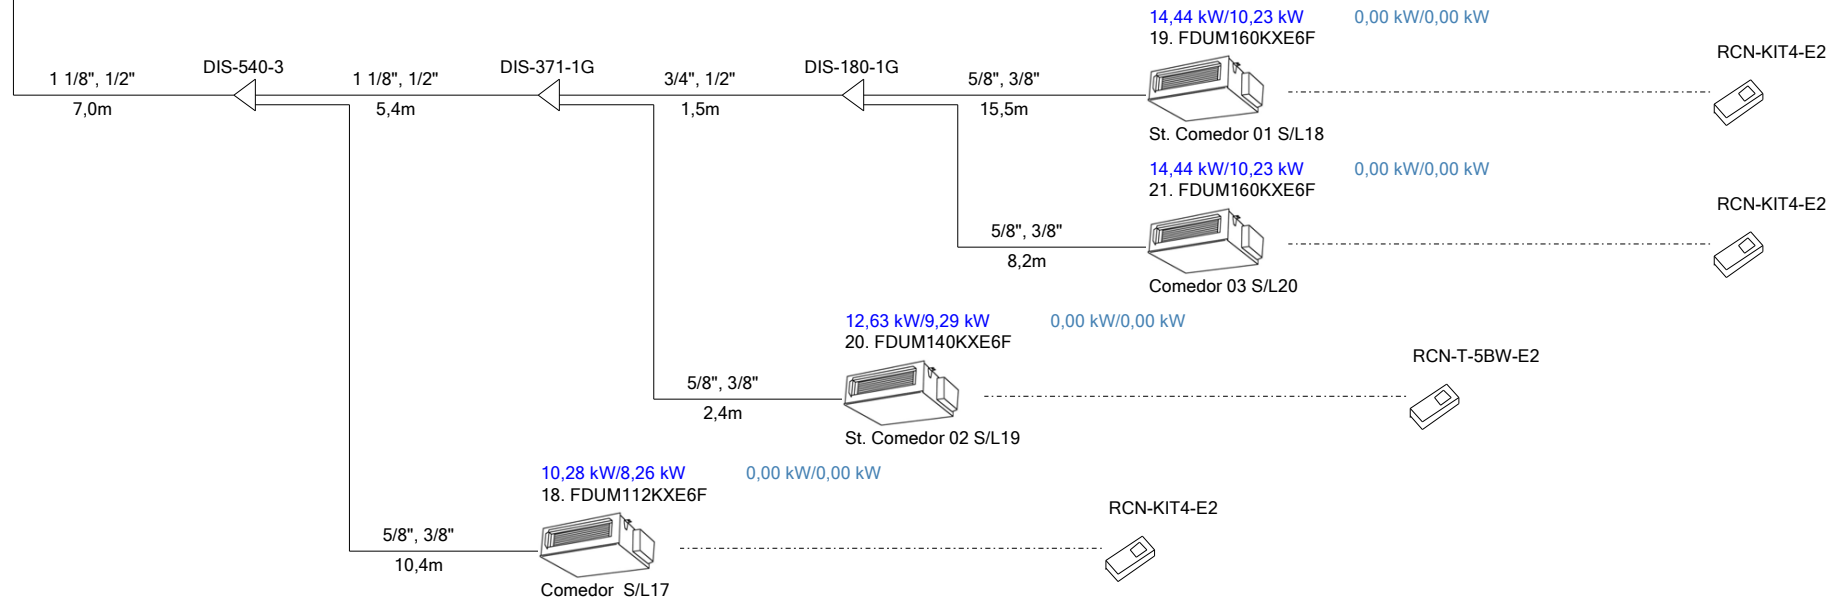 14,44 kW/10,23 kW 0,00 kW/0,00 kW
19. FDUM160KXE6F
RCN-KIT4-E2
DIS-540-3 DIS-371-1G DIS-180-1G
1 1/8", 1/2" 1 1/8", 1/2" 3/4", 1/2" 5/8", 3/8"
7,0m 5,4m 1,5m 15,5m
St. Comedor 01 S/L18
14,44 kW/10,23 kW 0,00 kW/0,00 kW
21. FDUM160KXE6F
RCN-KIT4-E2
5/8", 3/8"
8,2m
Comedor 03 S/L20
12,63 kW/9,29 kW 0,00 kW/0,00 kW
20. FDUM140KXE6F
RCN-T-5BW-E2
5/8", 3/8"
2,4m
St. Comedor 02 S/L19
10,28 kW/8,26 kW 0,00 kW/0,00 kW
18. FDUM112KXE6F
RCN-KIT4-E2
5/8", 3/8"
10,4m
Comedor  S/L17